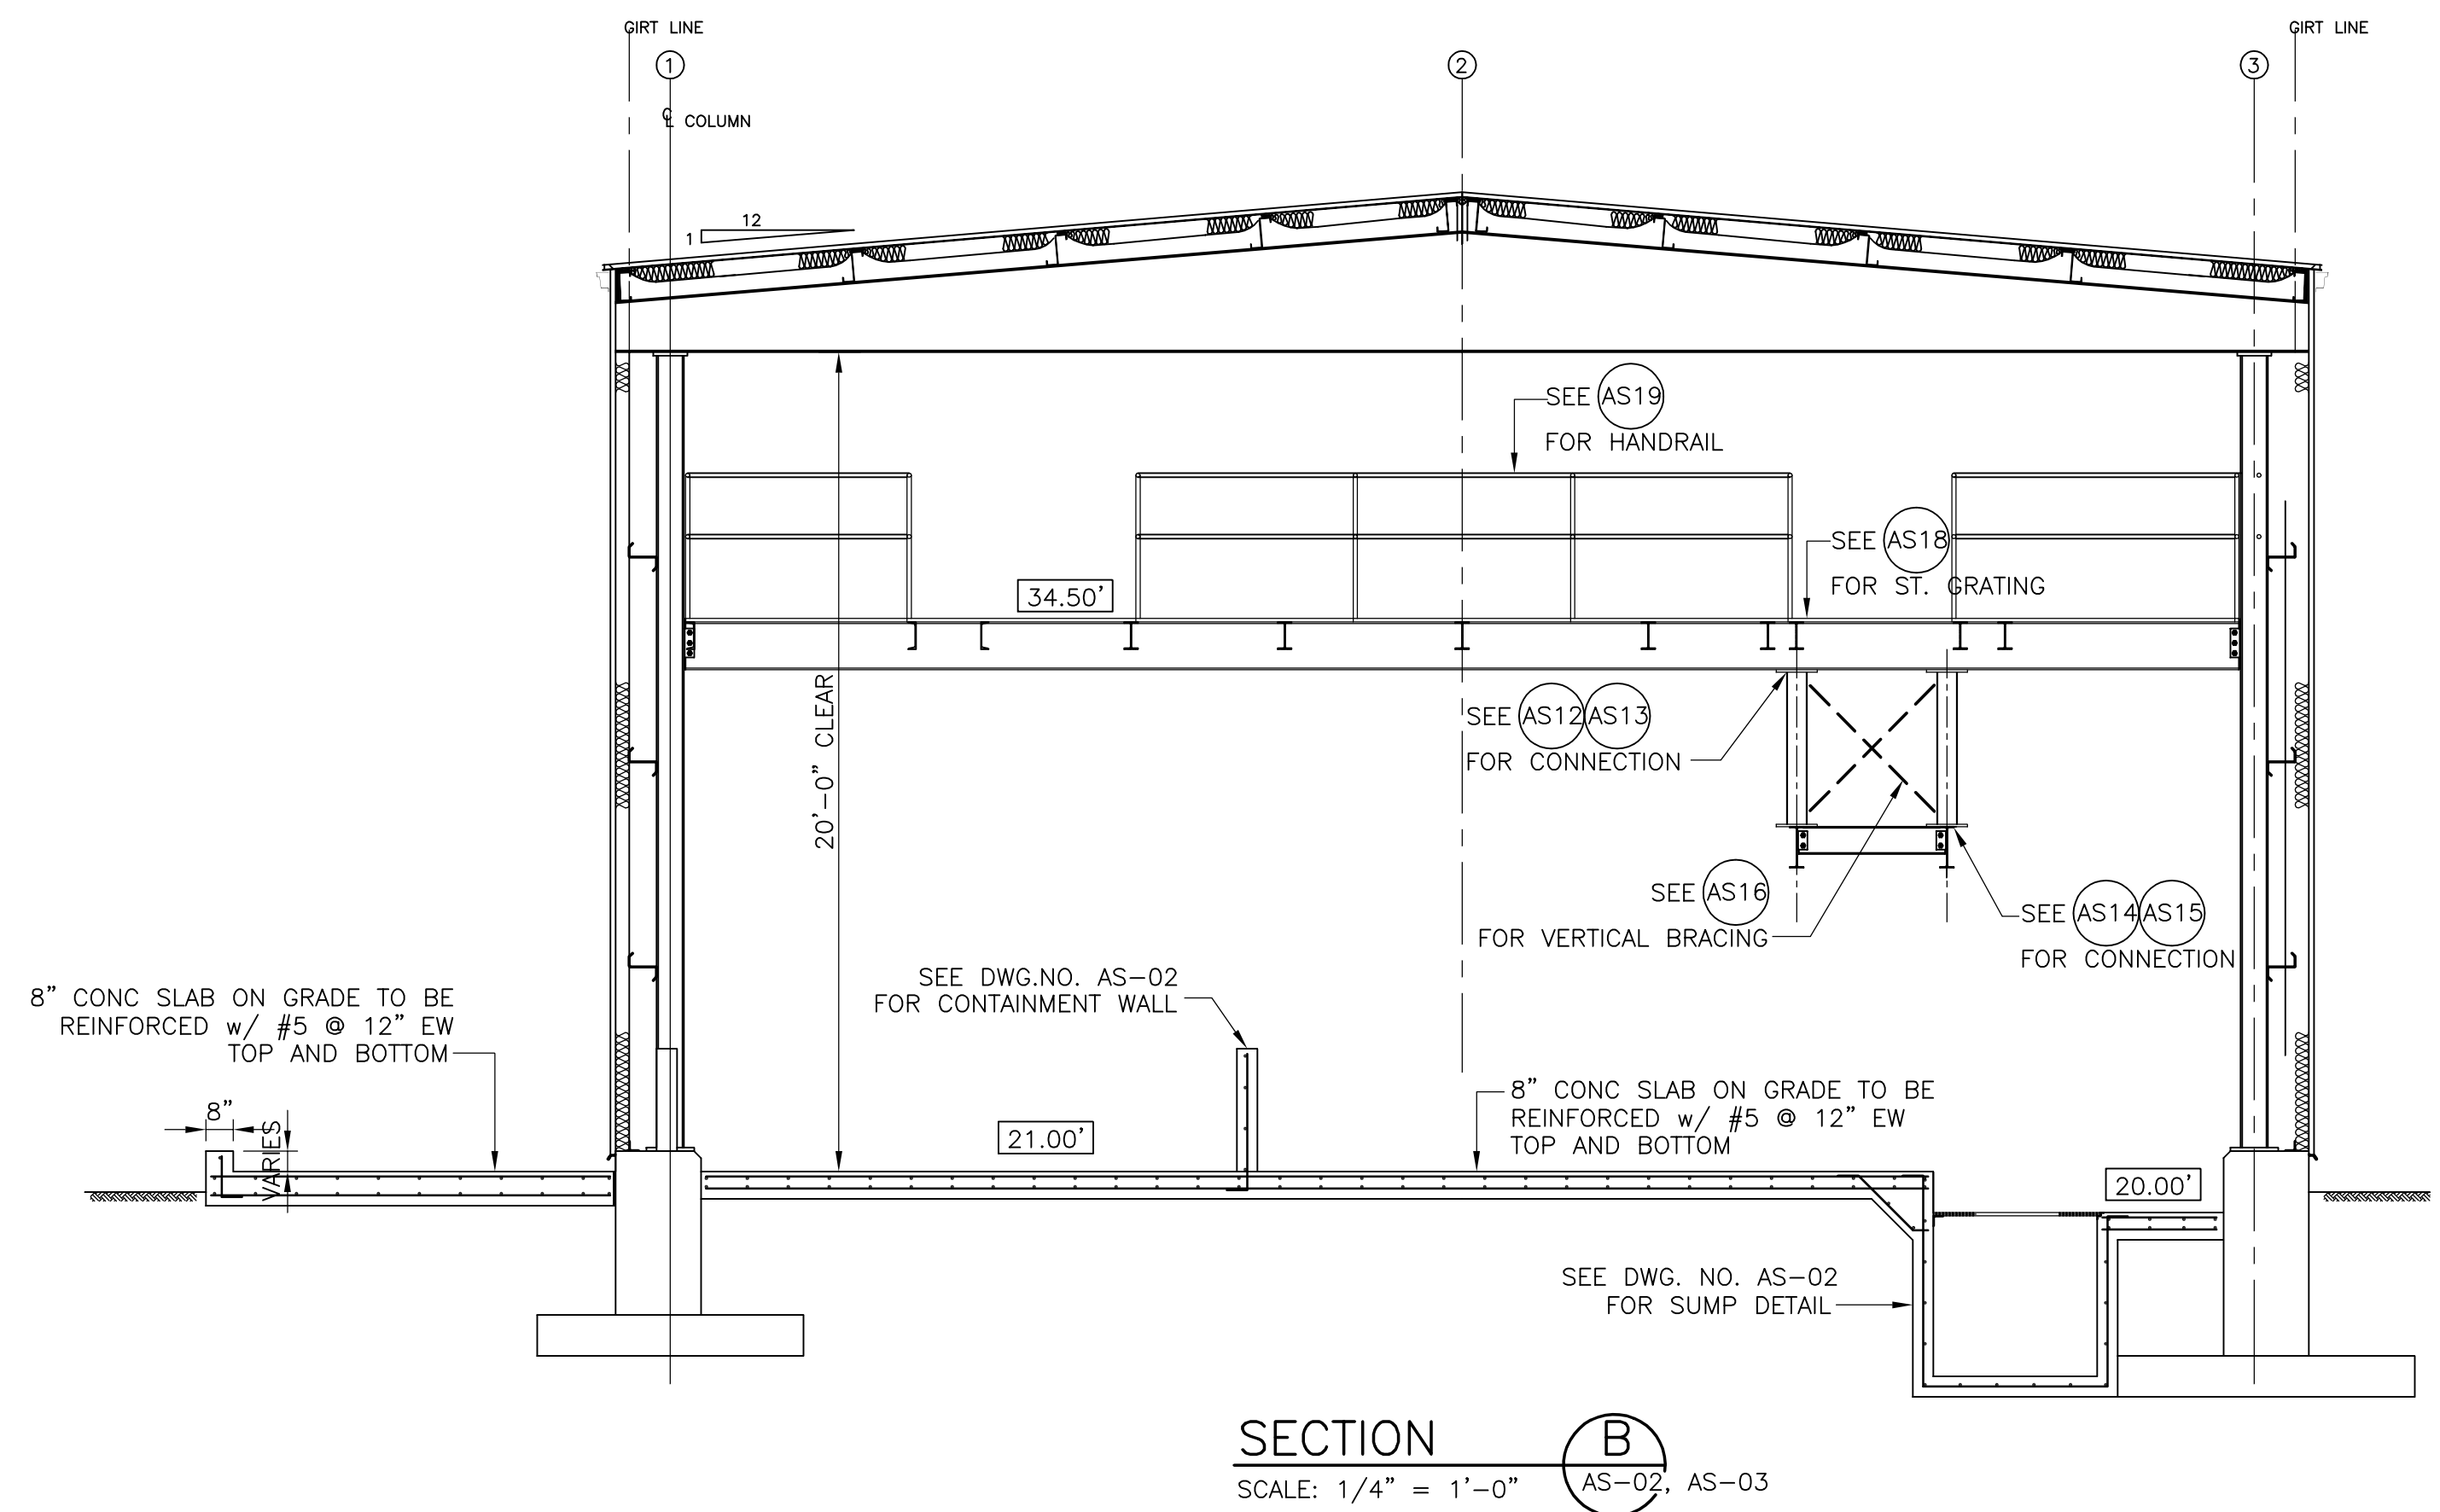 GIRT LINE
GIRT LINE
1
2
3
℄ COLUMN
12
1
SEE AS19
FOR HANDRAIL
SEE AS18
FOR ST. GRATING
34.50'
20'-0" CLEAR
SEE AS12 AS13
FOR CONNECTION
SEE AS16
FOR VERTICAL BRACING
SEE AS14 AS15
FOR CONNECTION
SEE DWG.NO. AS-02
FOR CONTAINMENT WALL
8" CONC SLAB ON GRADE TO BE
REINFORCED w/ #5 @ 12" EW
TOP AND BOTTOM
8" CONC SLAB ON GRADE TO BE
REINFORCED w/ #5 @ 12" EW
TOP AND BOTTOM
8"
VARIES
21.00'
20.00'
SEE DWG. NO. AS-02
FOR SUMP DETAIL
SECTION B
SCALE: 1/4" = 1'-0" AS-02, AS-03